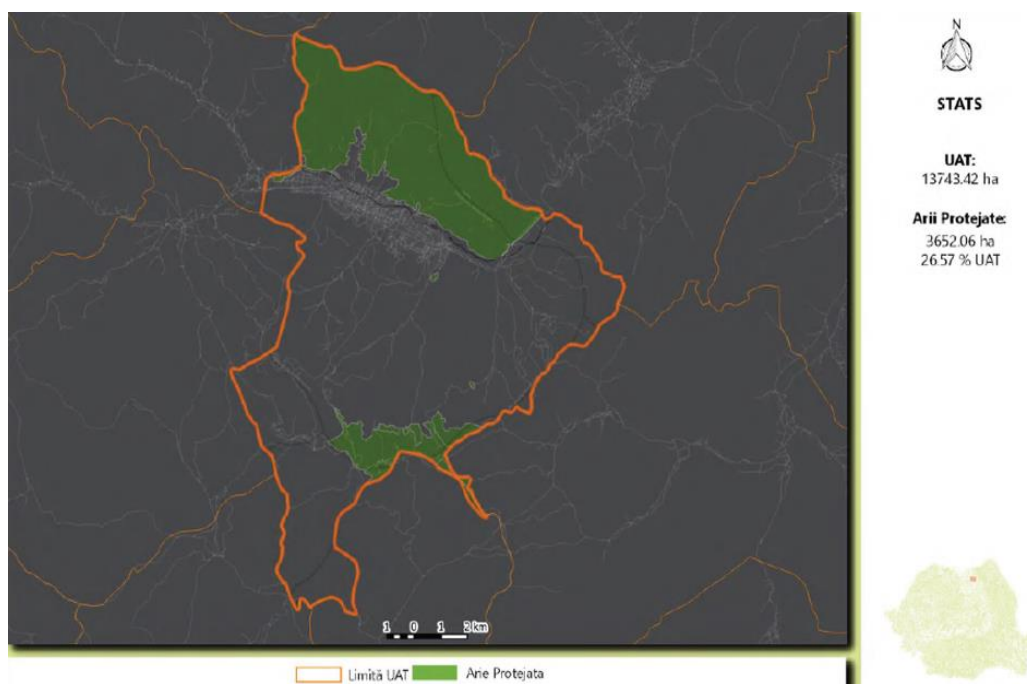 N
STATS
UAT:
13743.42 ha
Arii Protejate:
3652.06 ha
26.57 % UAT
1 0 1 2 km
Limită UAT Arie Protejata